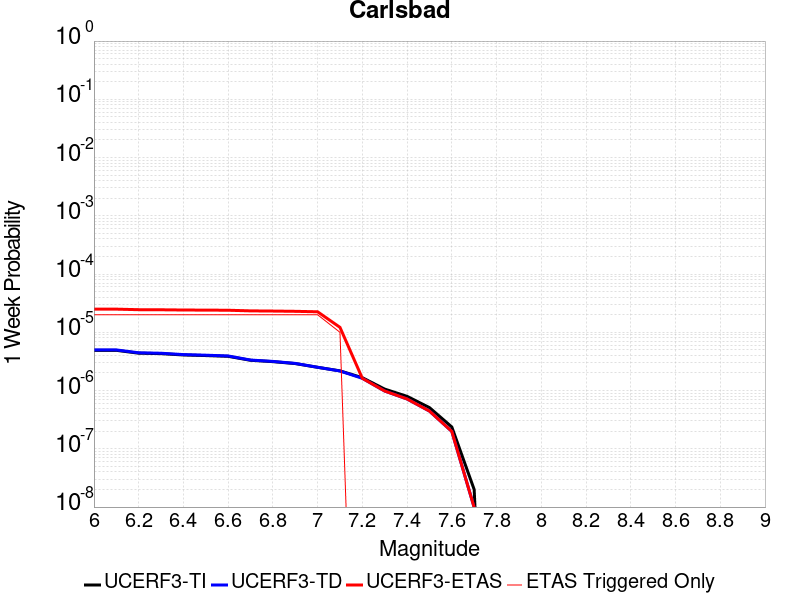 Carlsbad
10^0
10^-1
10^-2
10^-3
10^-4
10^-5
10^-6
10^-7
10^-8
1 Week Probability
6 6.2 6.4 6.6 6.8 7 7.2 7.4 7.6 7.8 8 8.2 8.4 8.6 8.8 9
Magnitude
UCERF3-TI UCERF3-TD UCERF3-ETAS ETAS Triggered Only